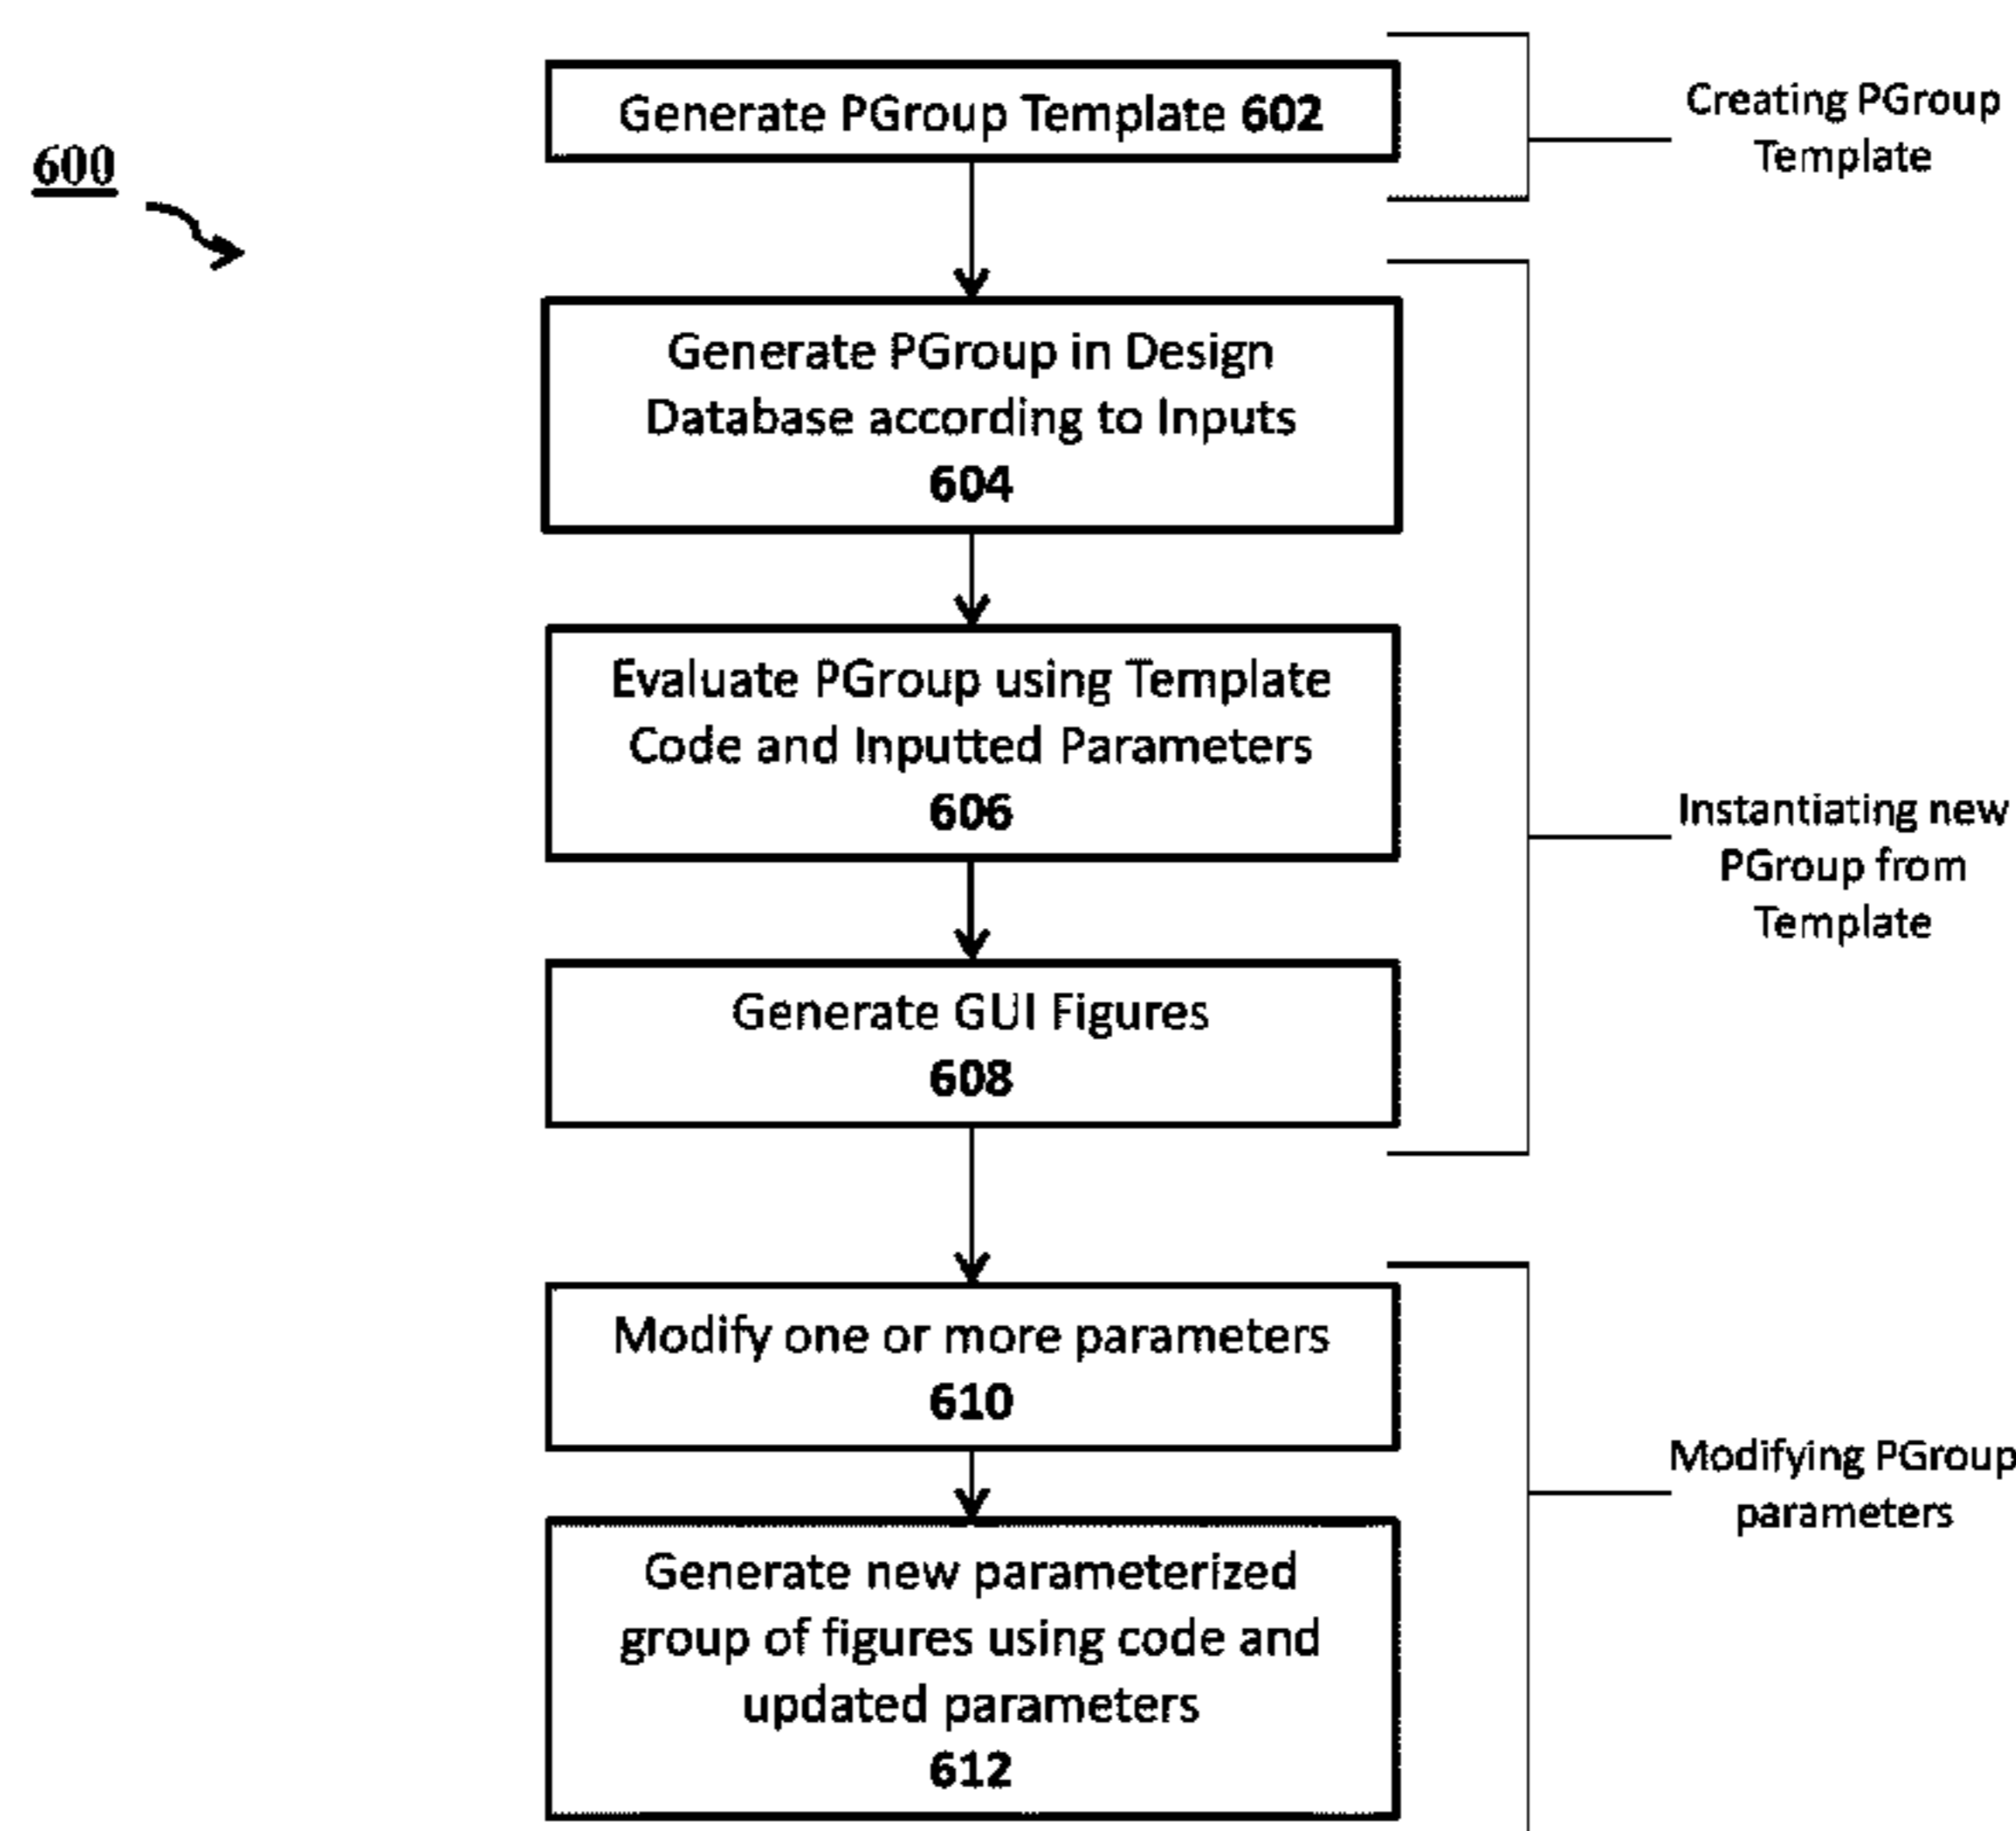 600
Generate PGroup Template 602
Creating PGroup
Template
Generate PGroup in Design
Database according to Inputs
604
Evaluate PGroup using Template
Code and Inputted Parameters
606
Generate GUI Figures
608
Instantiating new
PGroup from
Template
Modify one or more parameters
610
Generate new parameterized
group of figures using code and
updated parameters
612
Modifying PGroup
parameters